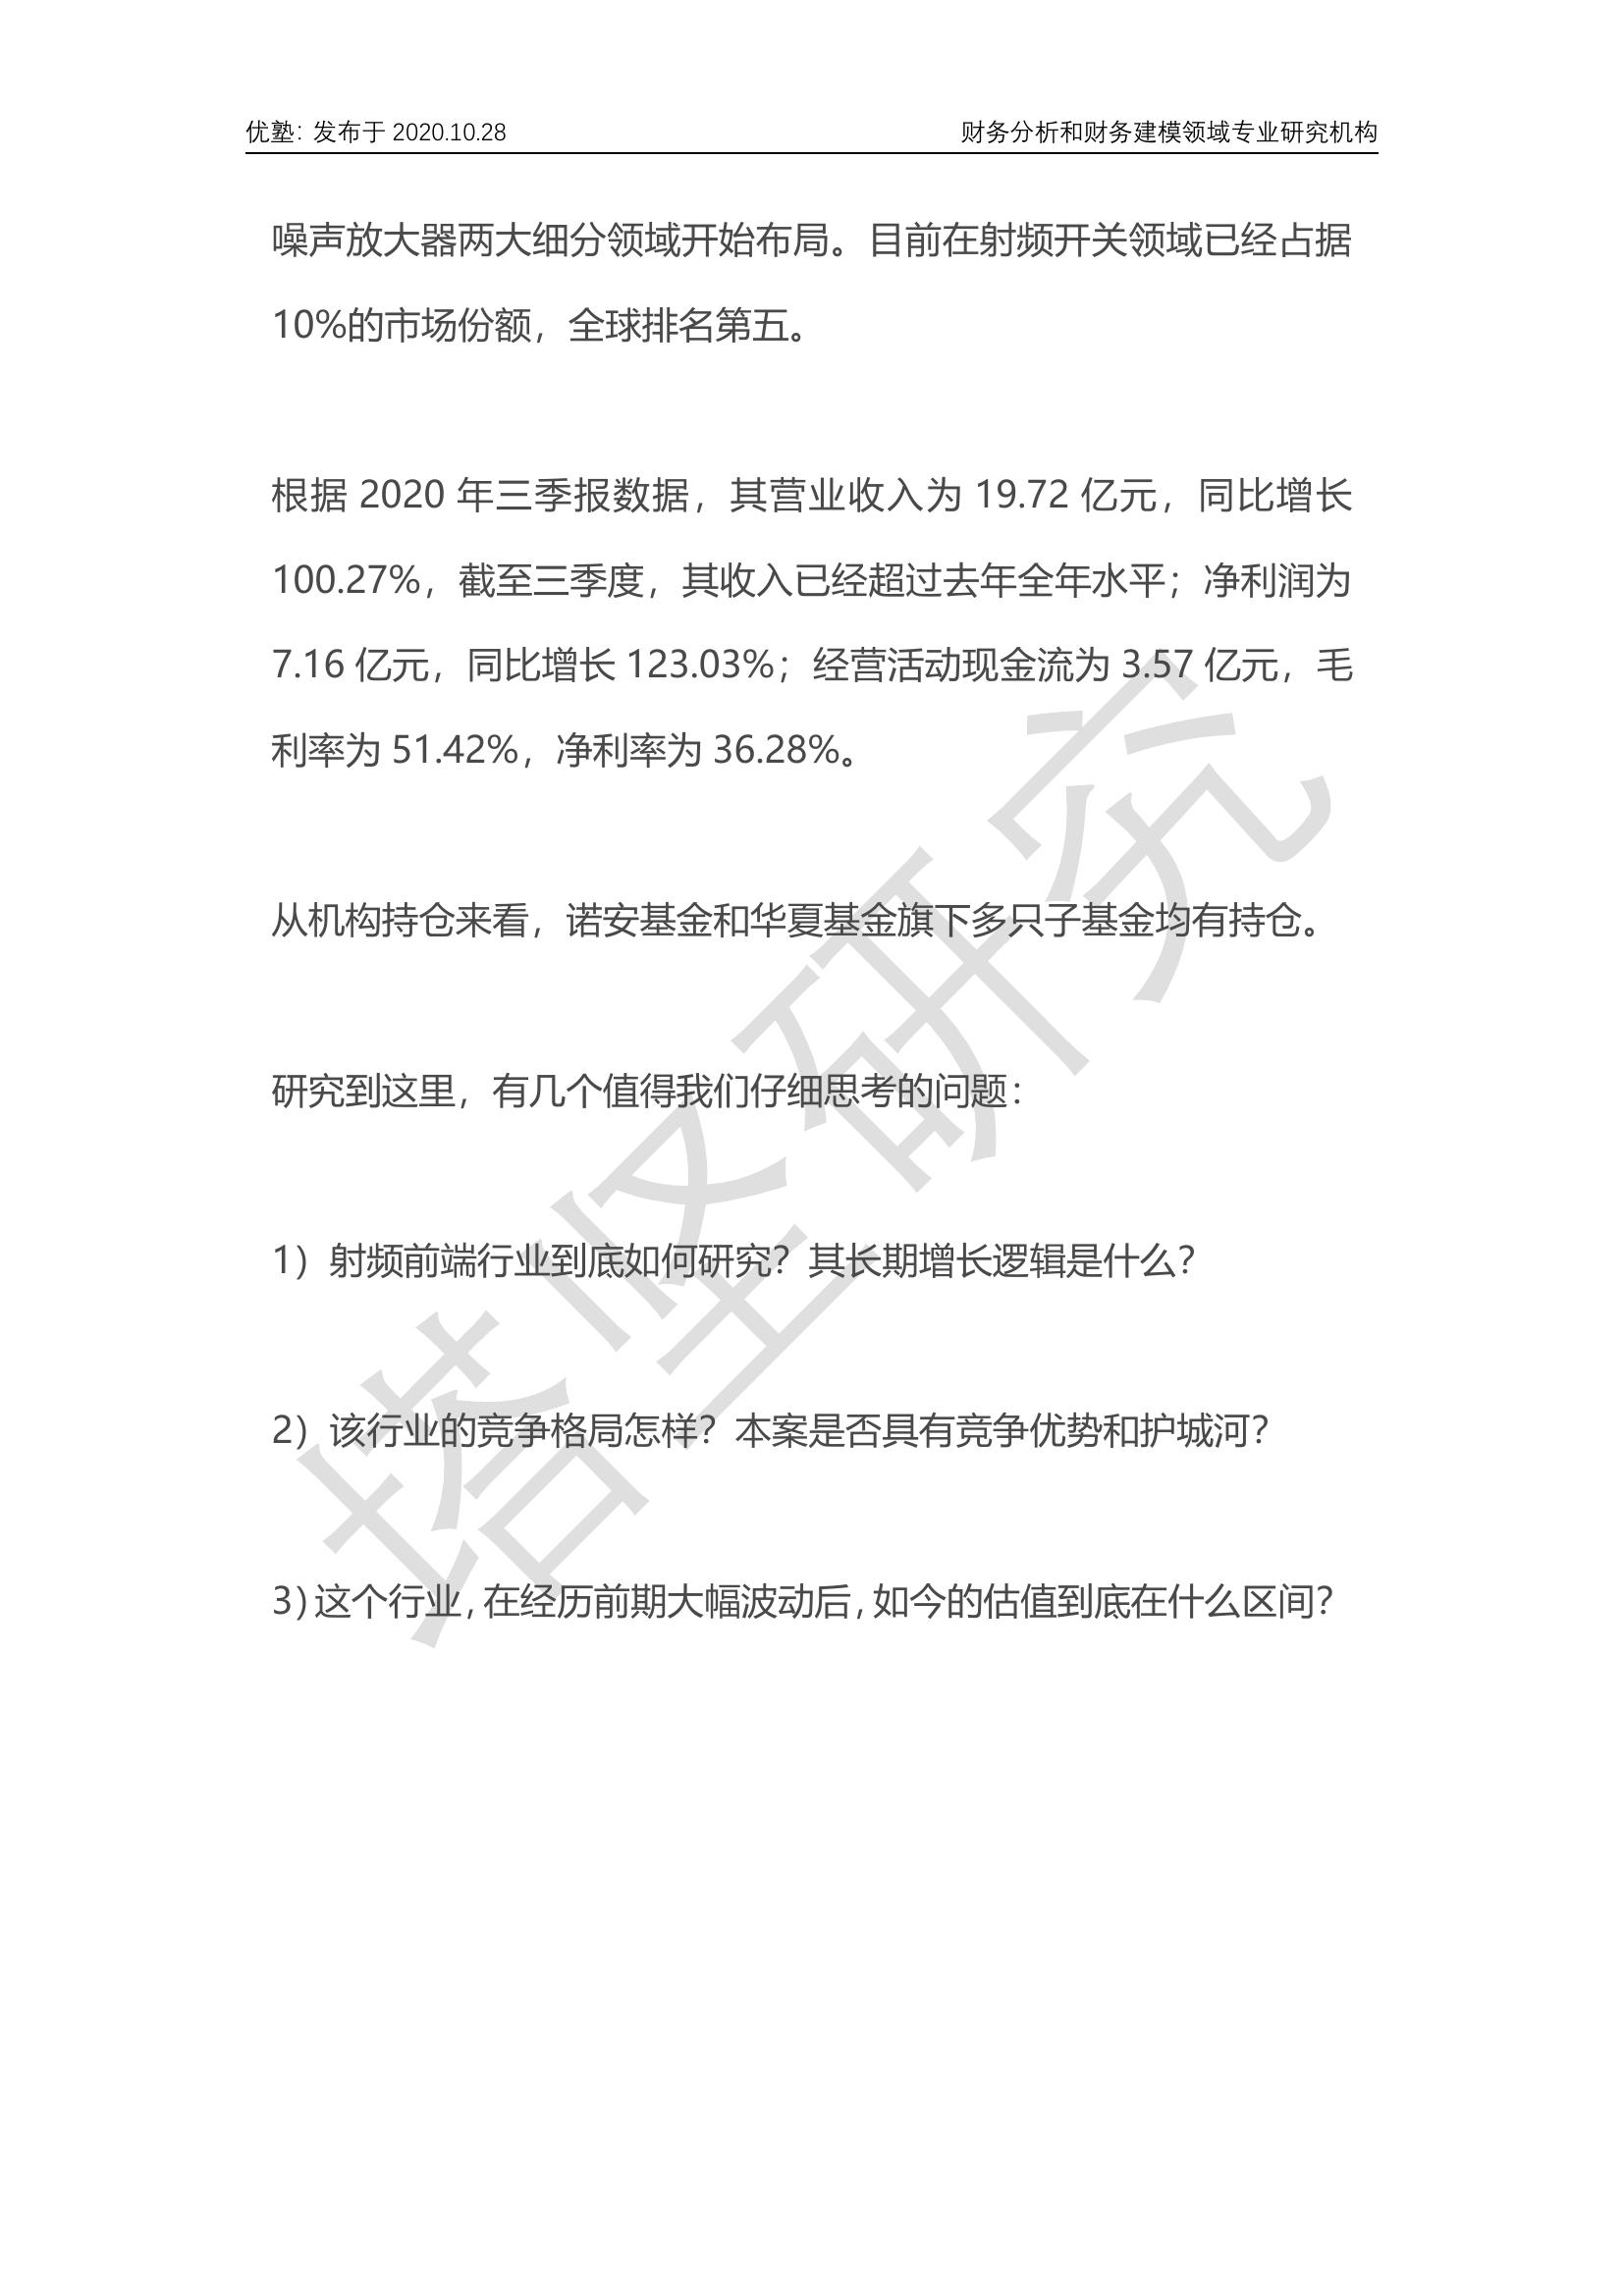 优塾：发布于 2020.10.28 财务分析和财务建模领域专业研究机构
噪声放大器两大细分领域开始布局。目前在射频开关领域已经占据
10%的市场份额，全球排名第五。
根据 2020 年三季报数据，其营业收入为 19.72 亿元，同比增长
100.27%，截至三季度，其收入已经超过去年全年水平；净利润为
7.16 亿元，同比增长 123.03%；经营活动现金流为 3.57 亿元，毛
利率为 51.42%，净利率为 36.28%。
从机构持仓来看，诺安基金和华夏基金旗下多只子基金均有持仓。
研究到这里，有几个值得我们仔细思考的问题：
1）射频前端行业到底如何研究？其长期增长逻辑是什么？
2）该行业的竞争格局怎样？本案是否具有竞争优势和护城河？
3）这个行业，在经历前期大幅波动后，如今的估值到底在什么区间？
塔坚研究